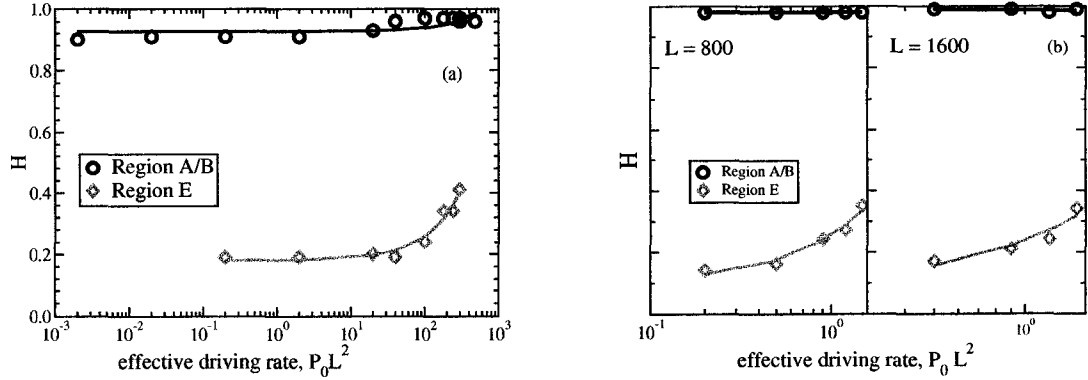 1.0
0.8
0.6
0.4
0.2
0.0
H
(a)
Region A/B
Region E
10^-3 10^-2 10^-1 10^0 10^1 10^2 10^3
effective driving rate, P_0L^2
H
L = 800
L = 1600
(b)
Region A/B
Region E
10^-1 10^0 10^0
effective driving rate, P_0 L^2